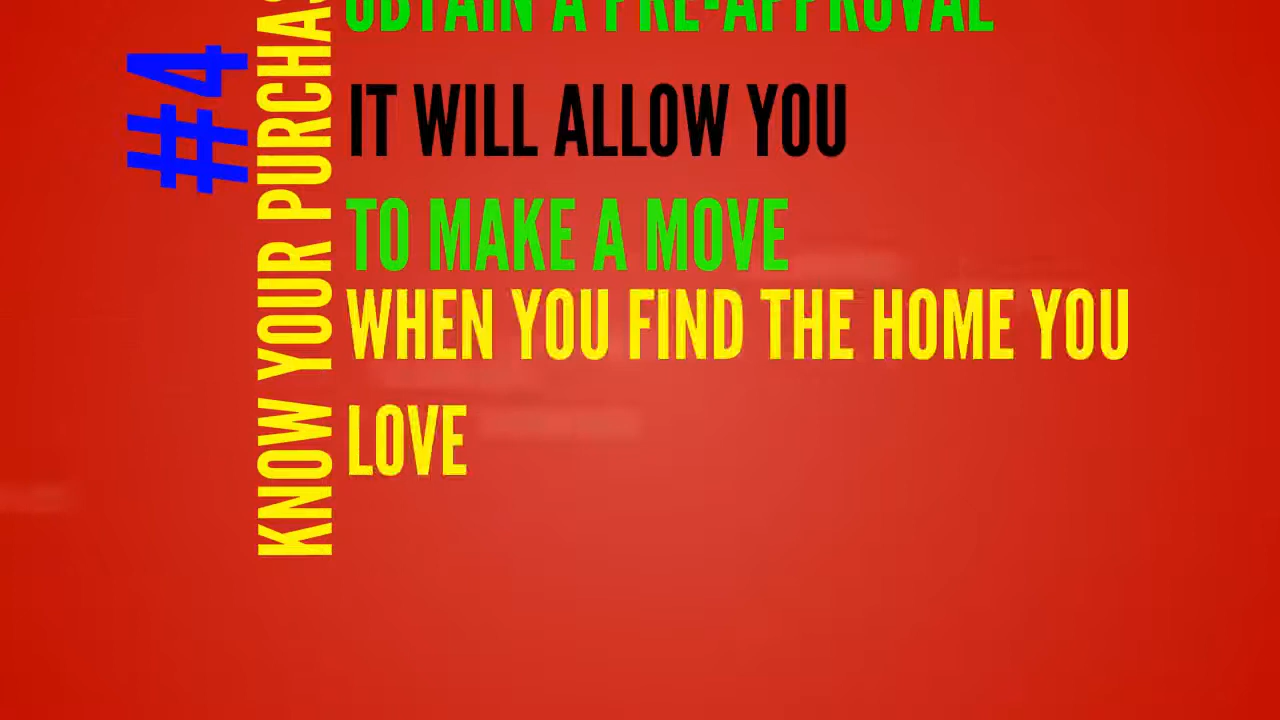 #4
KNOW YOUR
OBTAIN A PRE-APPROVAL
IT WILL ALLOW YOU
TO MAKE A MOVE
WHEN YOU FIND THE HOME YOU
LOVE